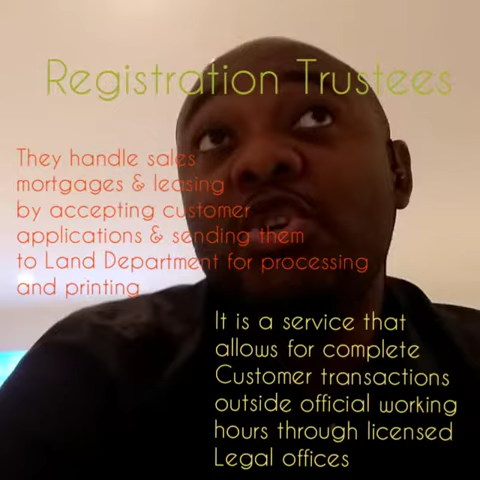 Registration Trustees
They handle sales
mortgages & leasing
by accepting customer
applications & sending them
to Land Department for processing
and printing
It is a service that
allows for complete
Customer transactions
outside official working
hours through licensed
Legal offices